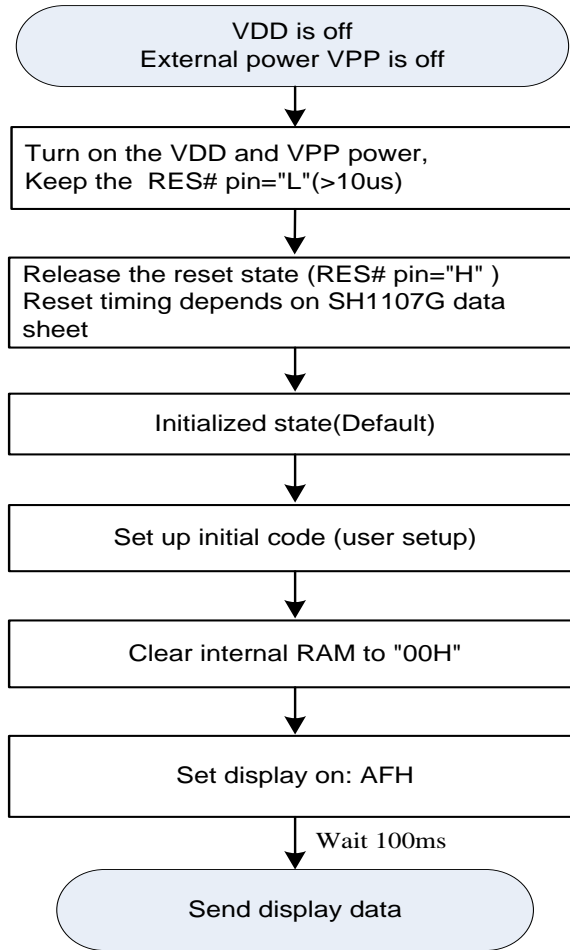 VDD is off
External power VPP is off
Turn on the VDD and VPP power,
Keep the RES# pin="L"(>10us)
Release the reset state (RES# pin="H" )
Reset timing depends on SH1107G data
sheet
Initialized state(Default)
Set up initial code (user setup)
Clear internal RAM to "00H"
Set display on: AFH
Wait 100ms
Send display data